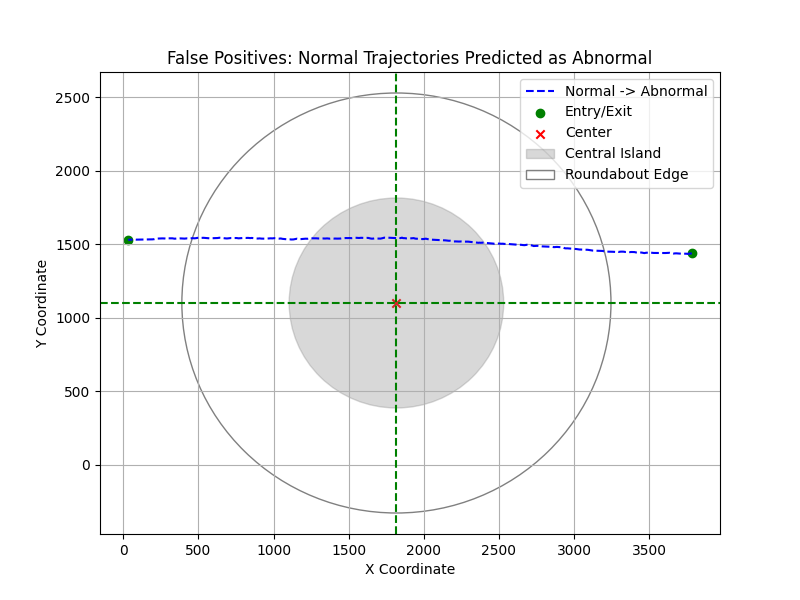 False Positives: Normal Trajectories Predicted as Abnormal
Normal -> Abnormal
Entry/Exit
Center
Central Island
Roundabout Edge
2500
2000
1500
1000
500
0
Y Coordinate
0 500 1000 1500 2000 2500 3000 3500
X Coordinate